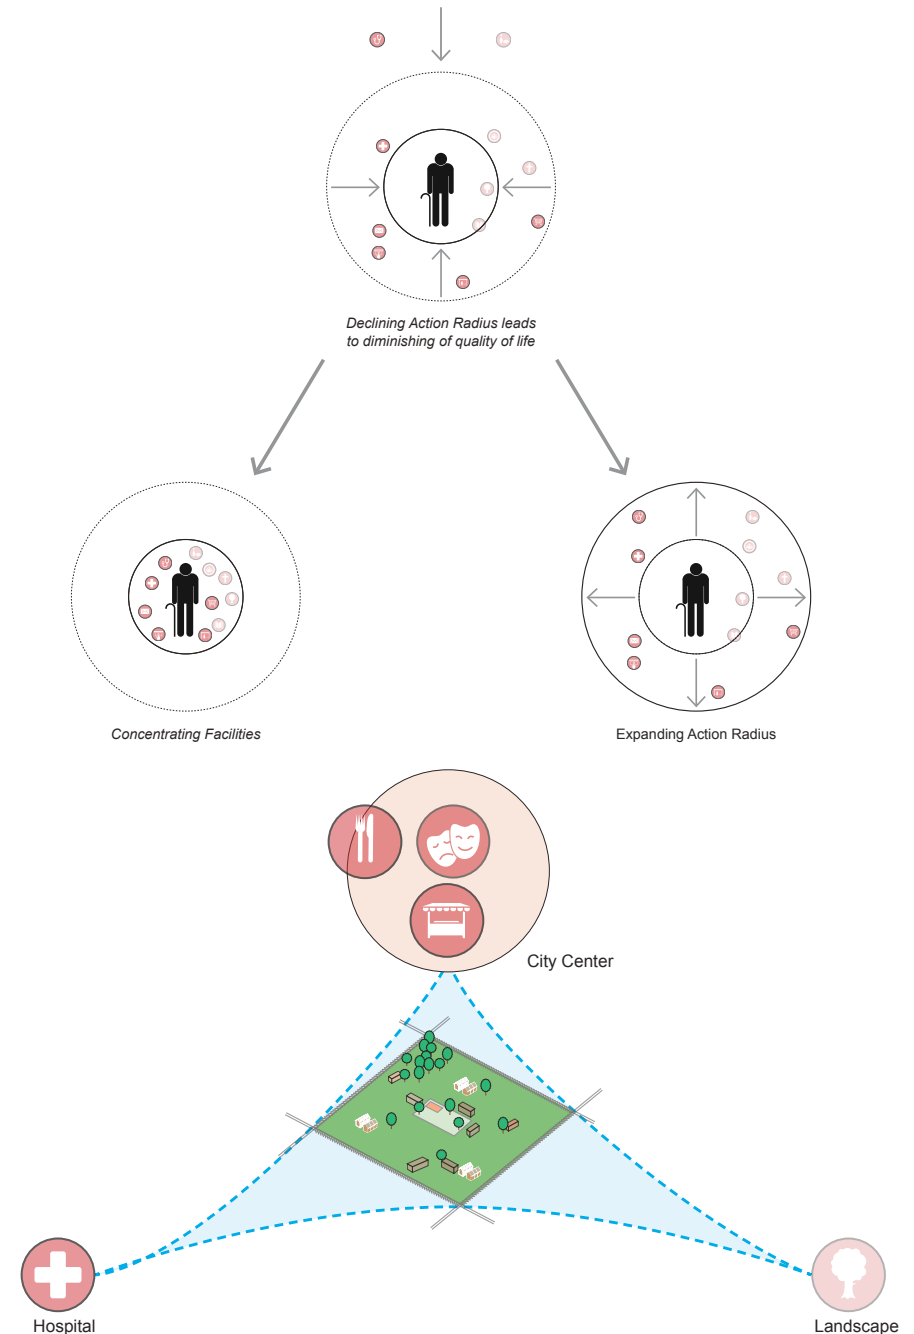 Declining Action Radius leads
to diminishing of quality of life
Concentrating Facilities
Expanding Action Radius
City Center
Hospital
Landscape